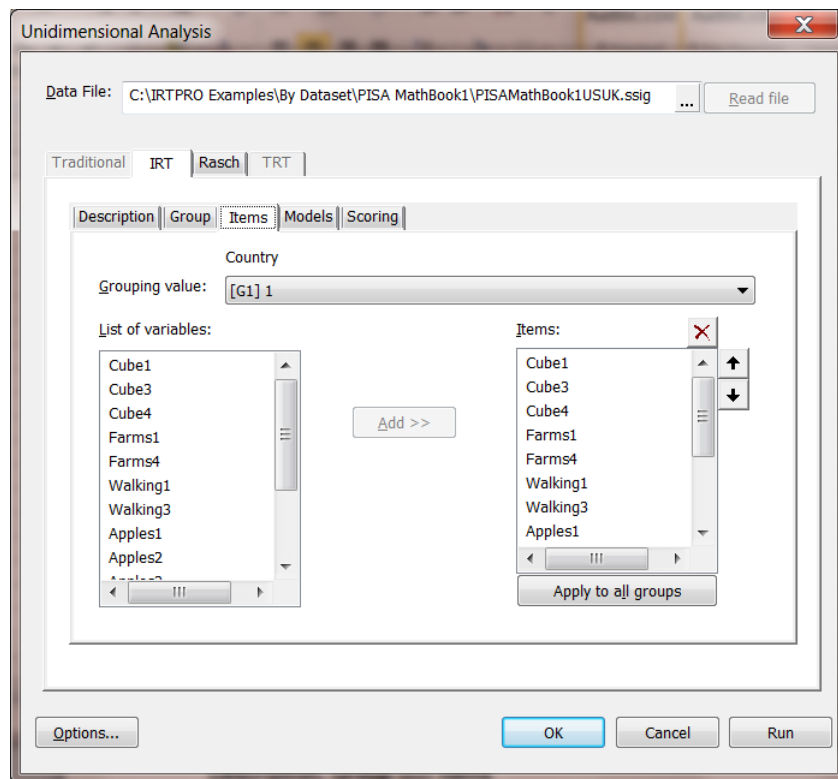 Unidimensional Analysis
Data File: C:\IRTPRO Examples\By Dataset\PISA MathBook1\PISAMathBook1USUK.ssig ... Read file
Traditional IRT Rasch TRT
Description Group Items Models Scoring
Country
Grouping value: [G1] 1
List of variables:
Cube1
Cube3
Cube4
Farms1
Farms4
Walking1
Walking3
Apples1
Apples2
Add >>
Items:
Cube1
Cube3
Cube4
Farms1
Farms4
Walking1
Walking3
Apples1
Apply to all groups
Options... OK Cancel Run